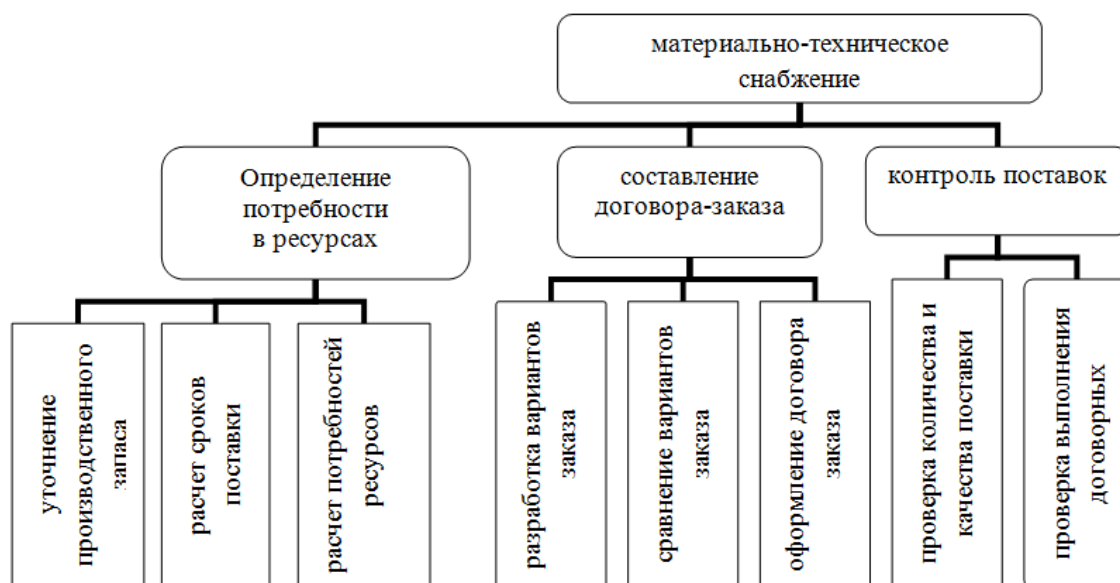 материально-техническое
снабжение
Определение
потребности
в ресурсах
составление
договора-заказа
контроль поставок
уточнение
производственного
запаса
расчет сроков
поставки
расчет потребностей
ресурсов
разработка вариантов
заказа
сравнение вариантов
заказа
оформление договора
заказа
проверка количества и
качества поставки
проверка выполнения
договорных